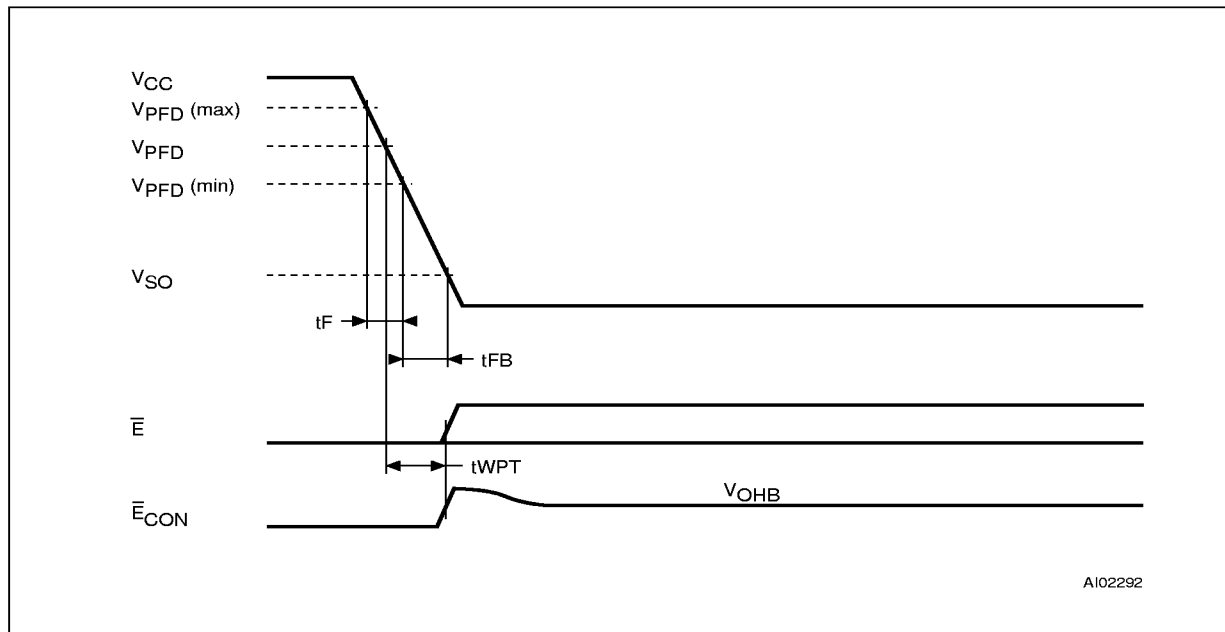 VCC
VPFD (max)
VPFD
VPFD (min)
VSO
tF
tFB
E
tWPT
VOHB
ECON
AI02292